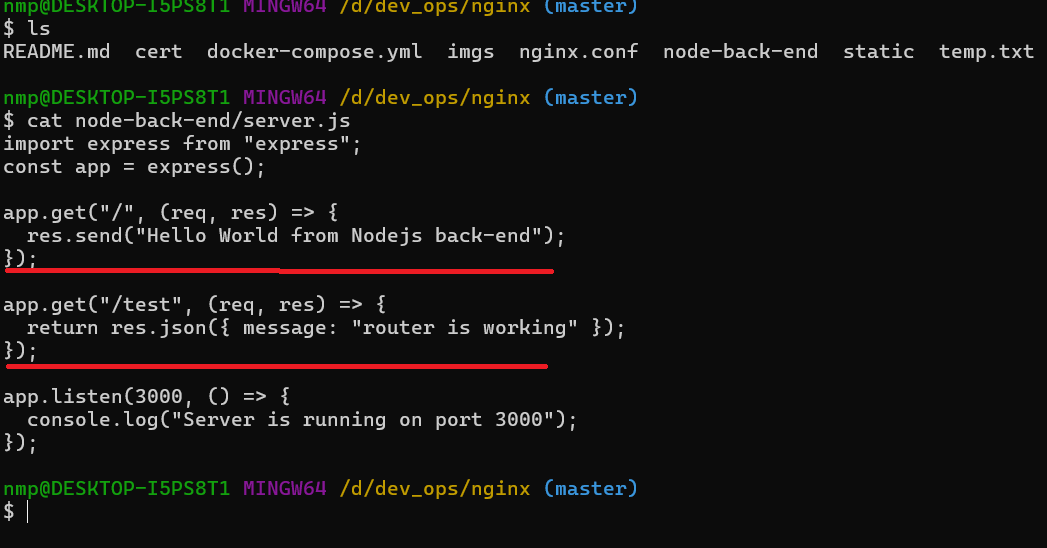 nmp@DESKTOP-I5PS8T1 MINGW64 /d/dev_ops/nginx (master)
$ ls
README.md  cert  docker-compose.yml  imgs  nginx.conf  node-back-end  static  temp.txt
nmp@DESKTOP-I5PS8T1 MINGW64 /d/dev_ops/nginx (master)
$ cat node-back-end/server.js
import express from "express";
const app = express();
app.get("/", (req, res) => {
  res.send("Hello World from Nodejs back-end");
});
app.get("/test", (req, res) => {
  return res.json({ message: "router is working" });
});
app.listen(3000, () => {
  console.log("Server is running on port 3000");
});
nmp@DESKTOP-I5PS8T1 MINGW64 /d/dev_ops/nginx (master)
$